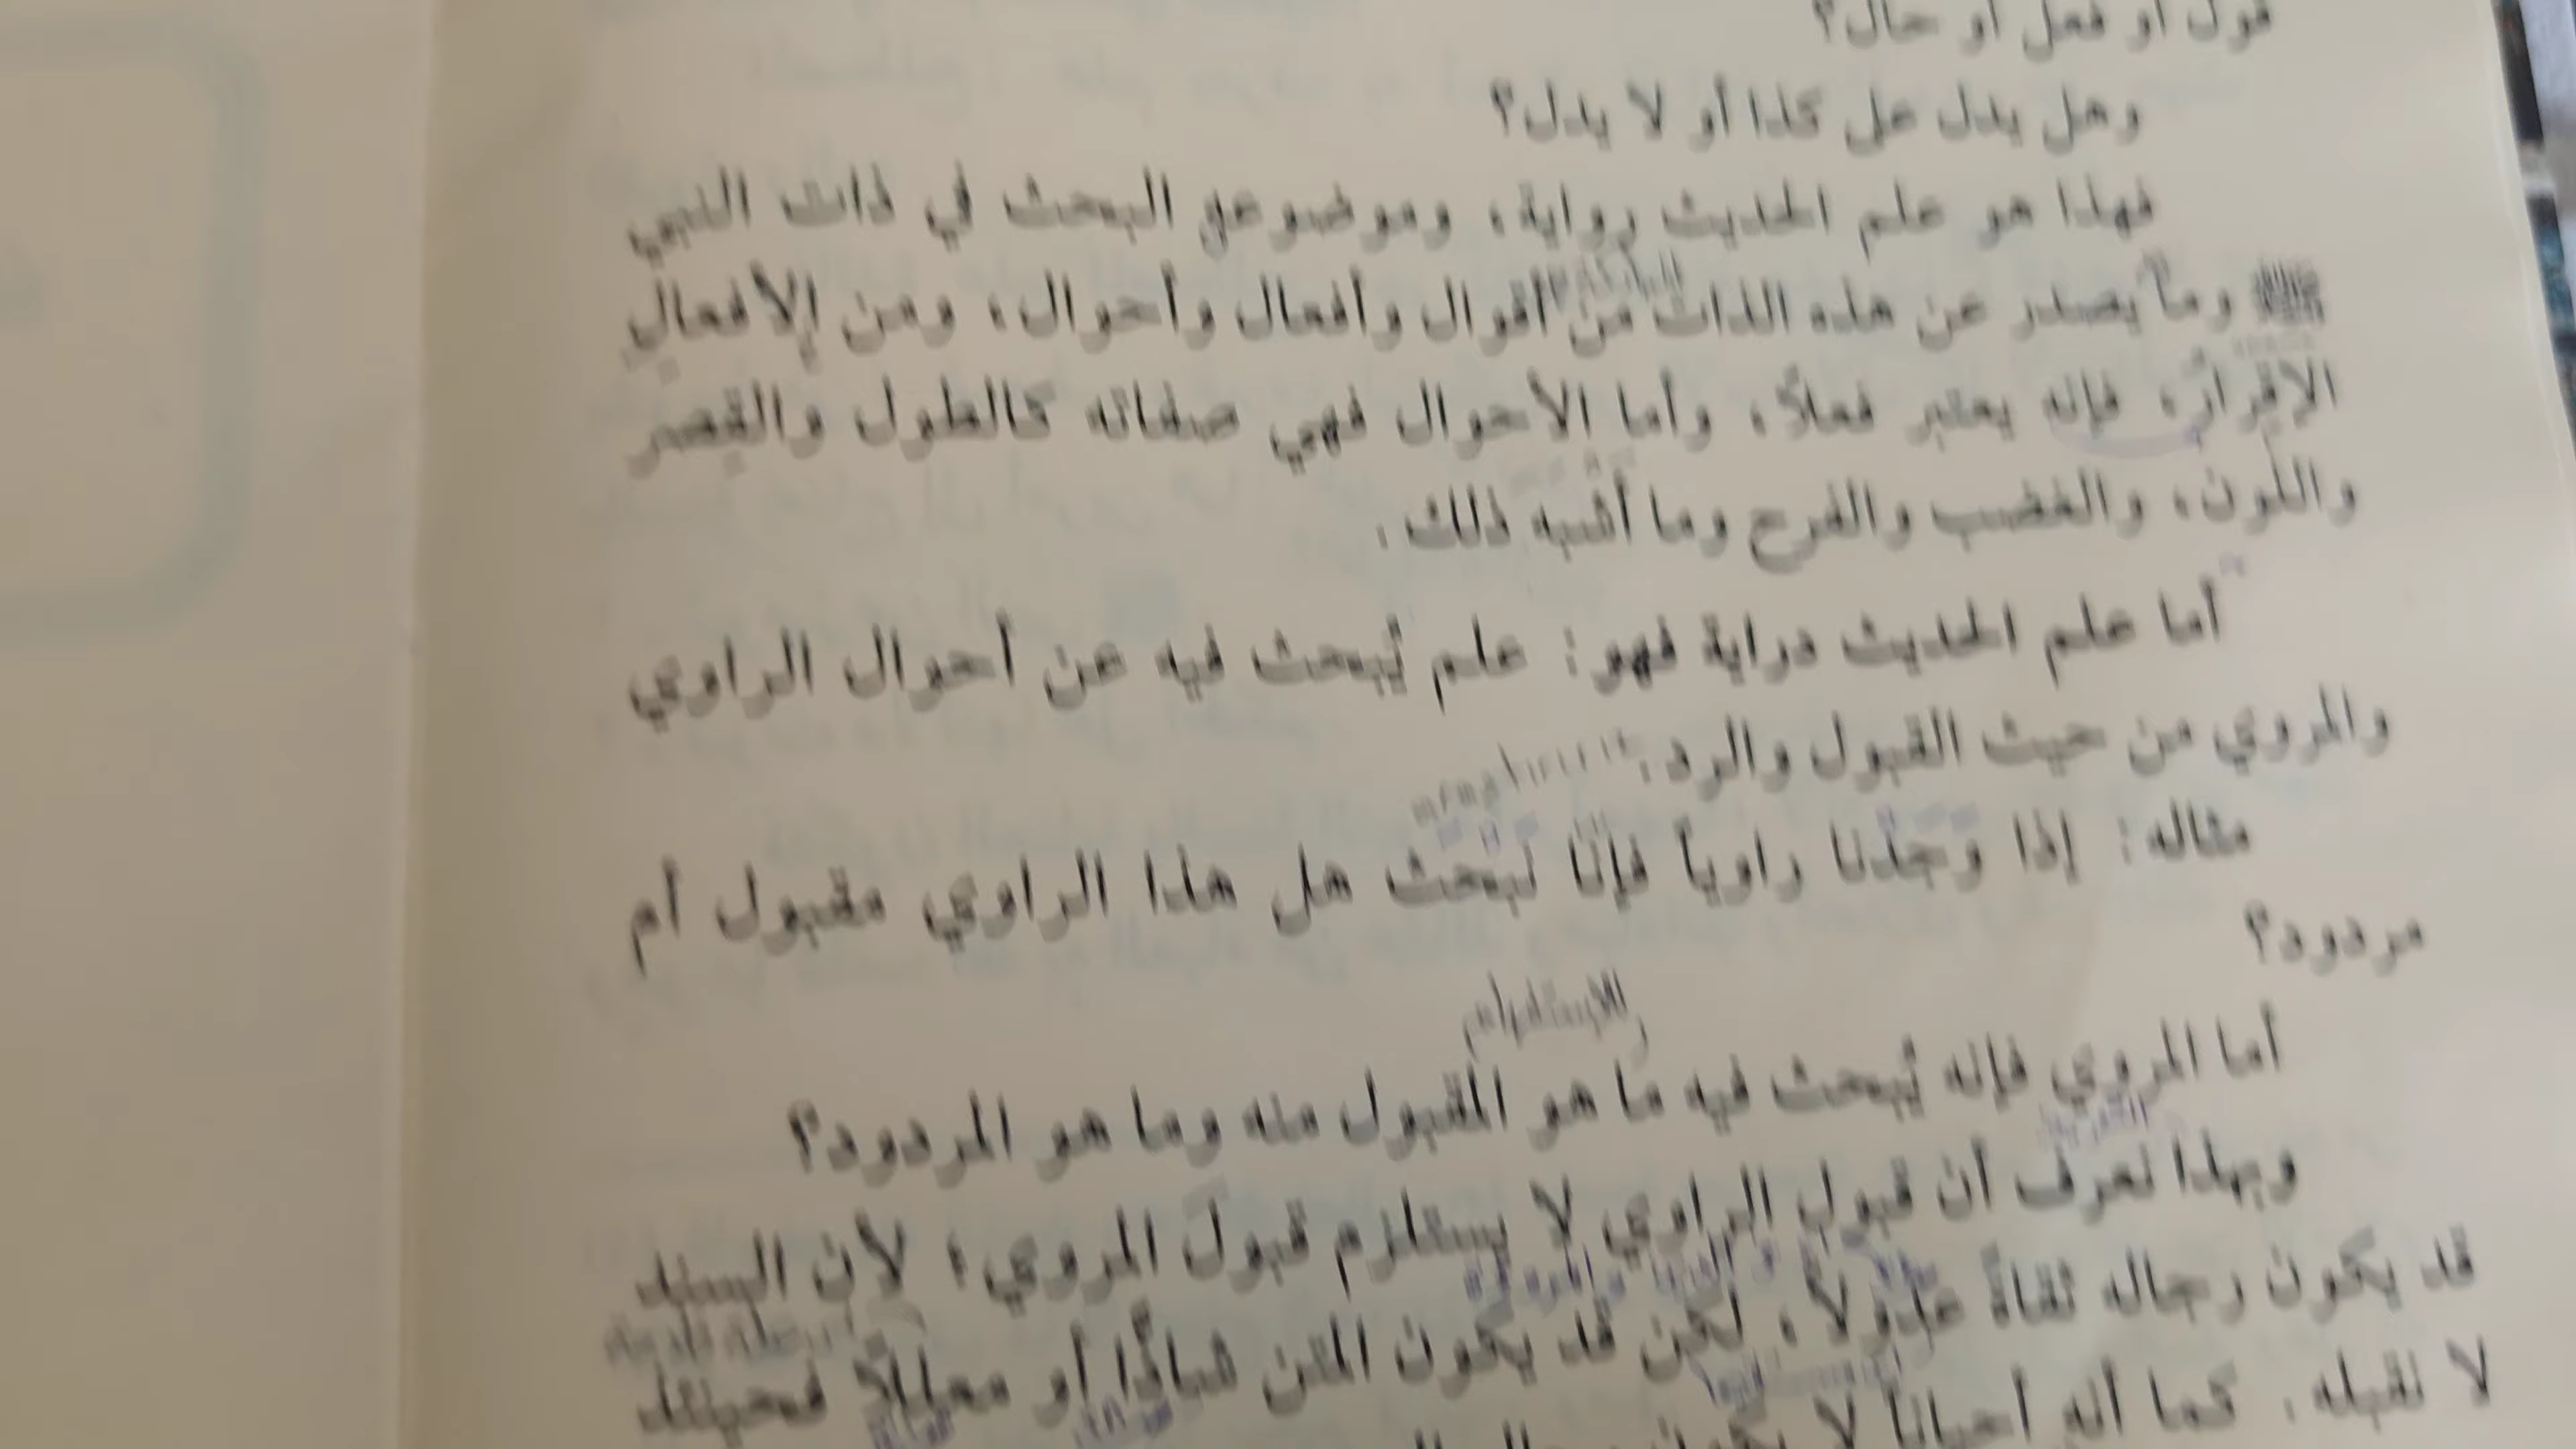 قول أو فعل أو حال؟
وهل يدل على كذا أو لا يدل؟
فهذا هو علم الحديث رواية، وموضوعه البحث في ذات النبي
ﷺ وما يصدر عن هذه الذات من أقوال وأفعال وأحوال، ومن الأفعال
الإقرار، فإنه يعتبر فعلاً، وأما الأحوال فهي صفاته كالطول والقِصَر
واللون، والغضب والفرح وما أشبه ذلك.
أما علم الحديث دراية فهو: علم يُبحث فيه عن أحوال الراوي
والمروي من حيث القبول والرد.
مثاله: إذا وجدنا راوياً فإنّا نبحث هل هذا الراوي مقبول أم
مردود؟
الإستفهام
أما المروي فإنه يُبحث فيه ما هو المقبول منه وما هو المردود؟
وبهذا نعرف أن قبول الراوي لا يستلزم قبول المروي؛ لأن السند
قد يكون رجاله ثقاةً عدولاً، لكن قد يكون المتن شاذًّا أو معللاً فحينئذ
لا نقبله. كما أنه أحياناً لا يكون